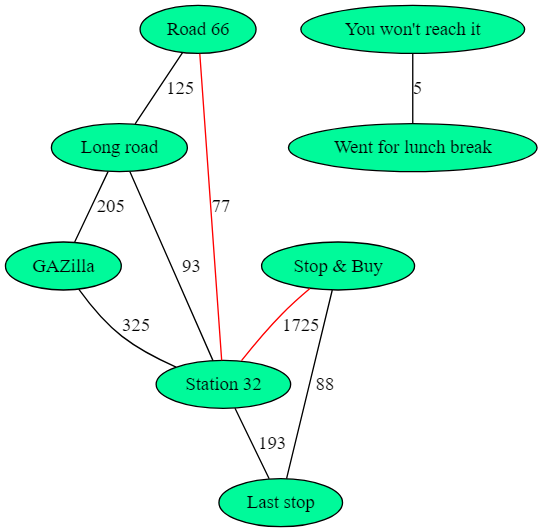 Road 66
You won't reach it
125
5
Long road
Went for lunch break
205
77
GAZilla
93
Stop & Buy
325
1725
Station 32
88
193
Last stop